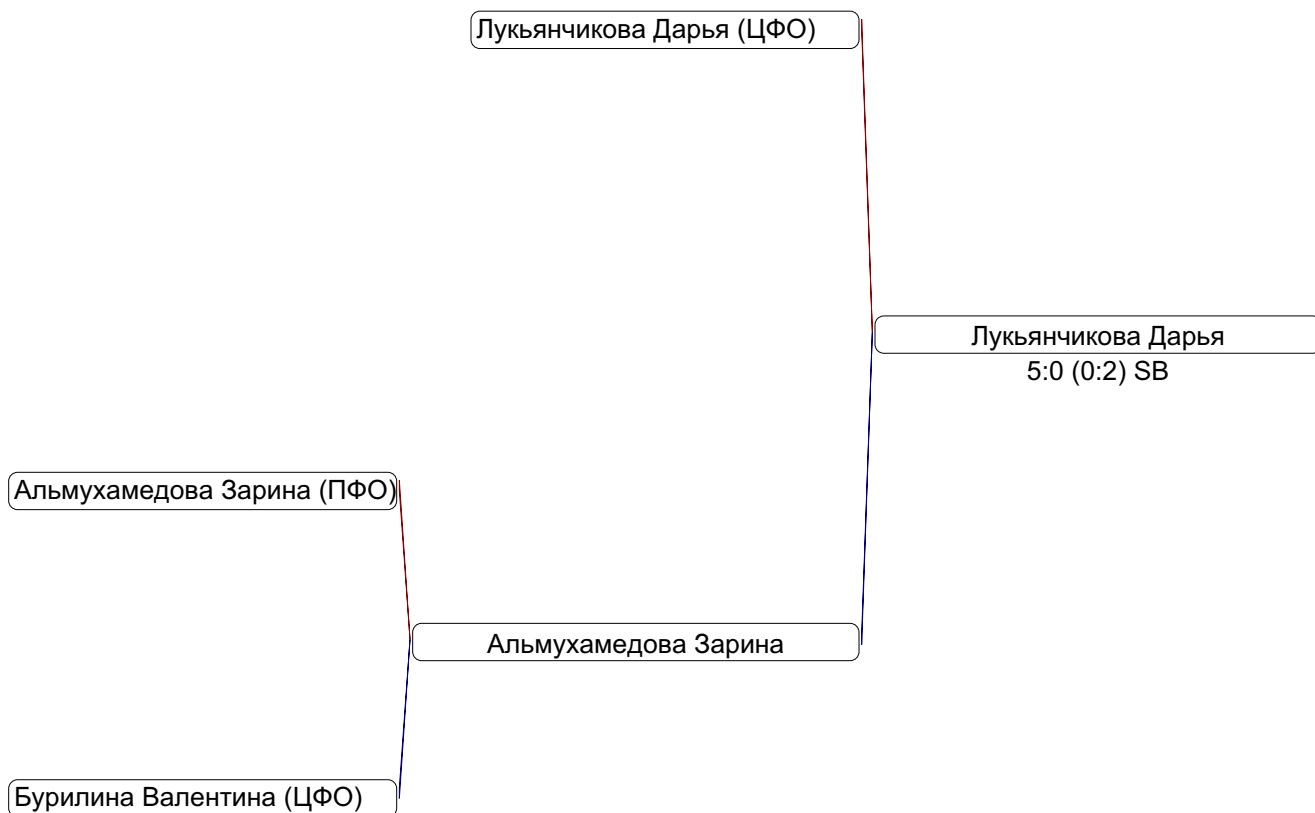 Лукьянчикова Дарья (ЦФО)
Лукьянчикова Дарья
5:0 (0:2) SB
Альмухамедова Зарина (ПФО)
Альмухамедова Зарина
Бурилина Валентина (ЦФО)